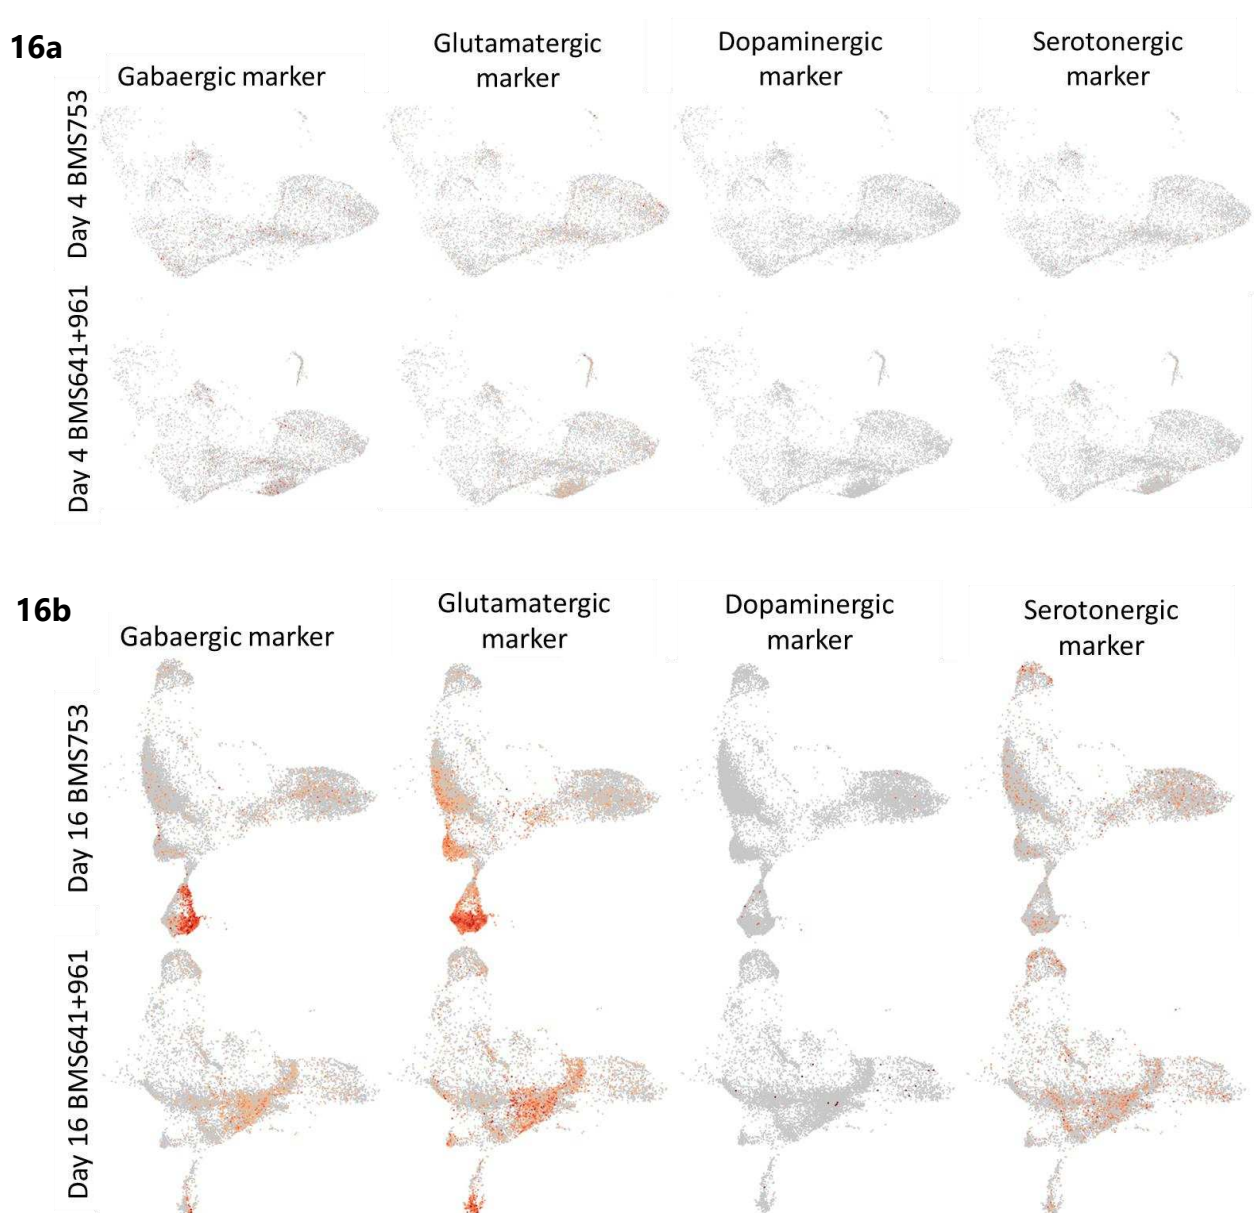 16a
Gabaergic marker
Glutamatergic
marker
Dopaminergic
marker
Serotonergic
marker
Day 4 BMS753
Day 4 BMS641+961
16b
Gabaergic marker
Glutamatergic
marker
Dopaminergic
marker
Serotonergic
marker
Day 16 BMS753
Day 16 BMS641+961